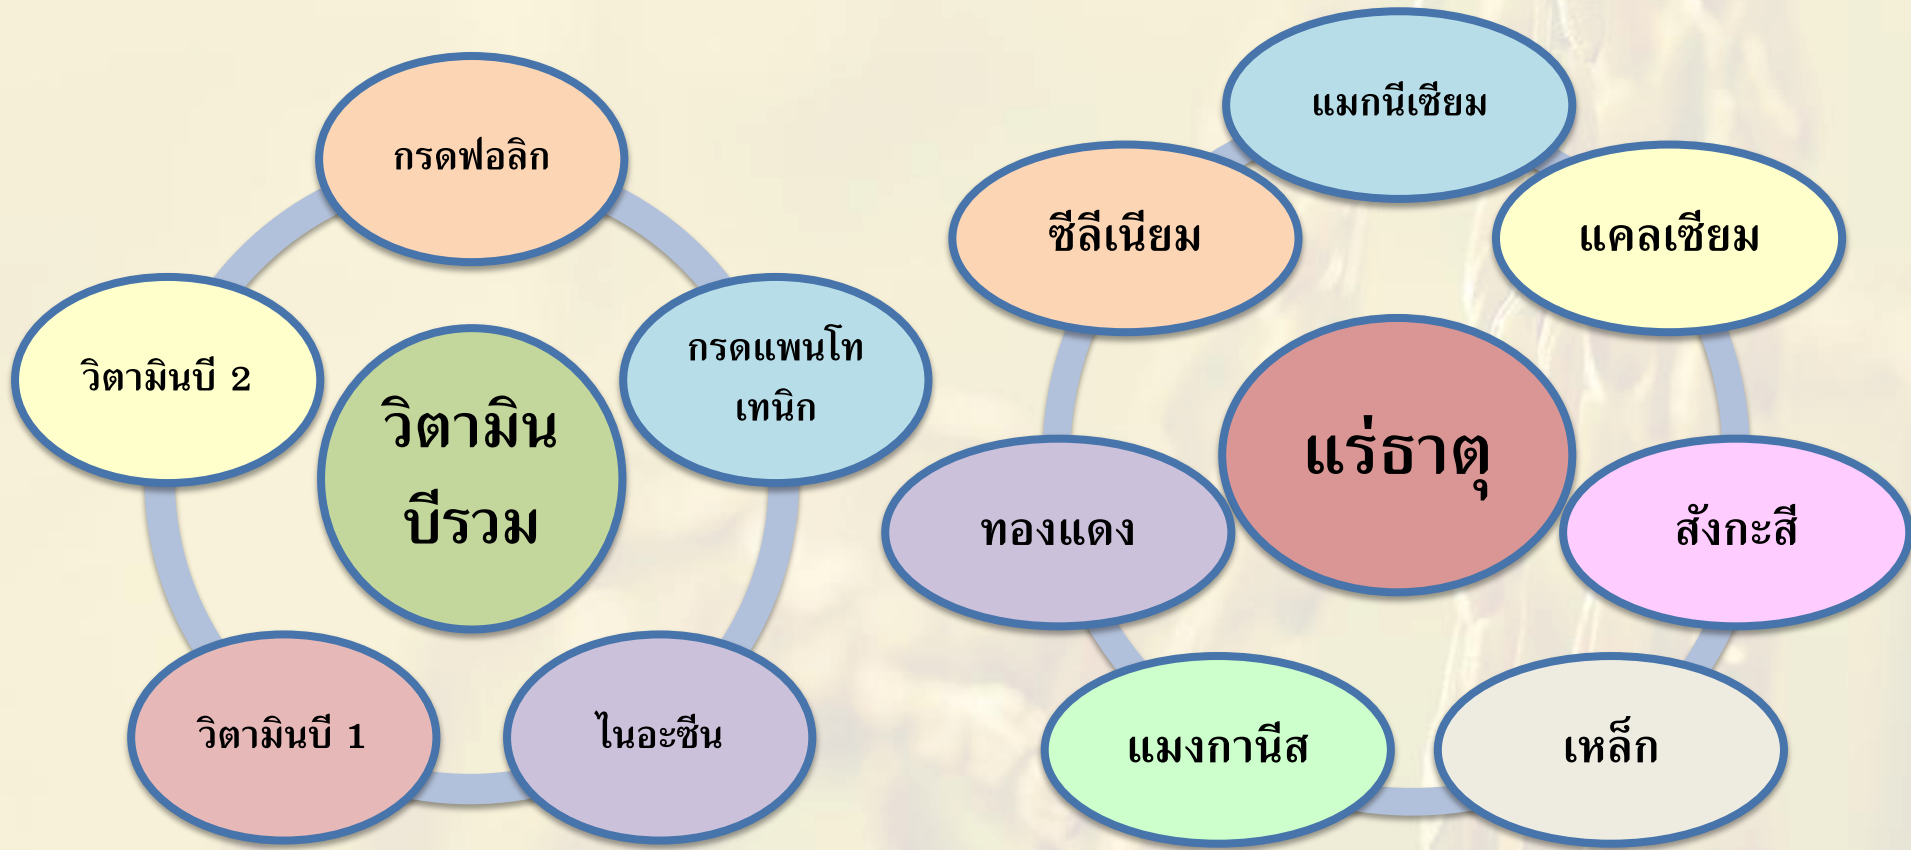 กรดฟอลิก
กรดแพนโท
เทนิก
ไนอะซีน
วิตามินบี 1
วิตามินบี 2
วิตามิน
บีรวม
แมกนีเซียม
แคลเซียม
สังกะสี
เหล็ก
แมงกานีส
ทองแดง
ซีลีเนียม
แร่ธาตุ